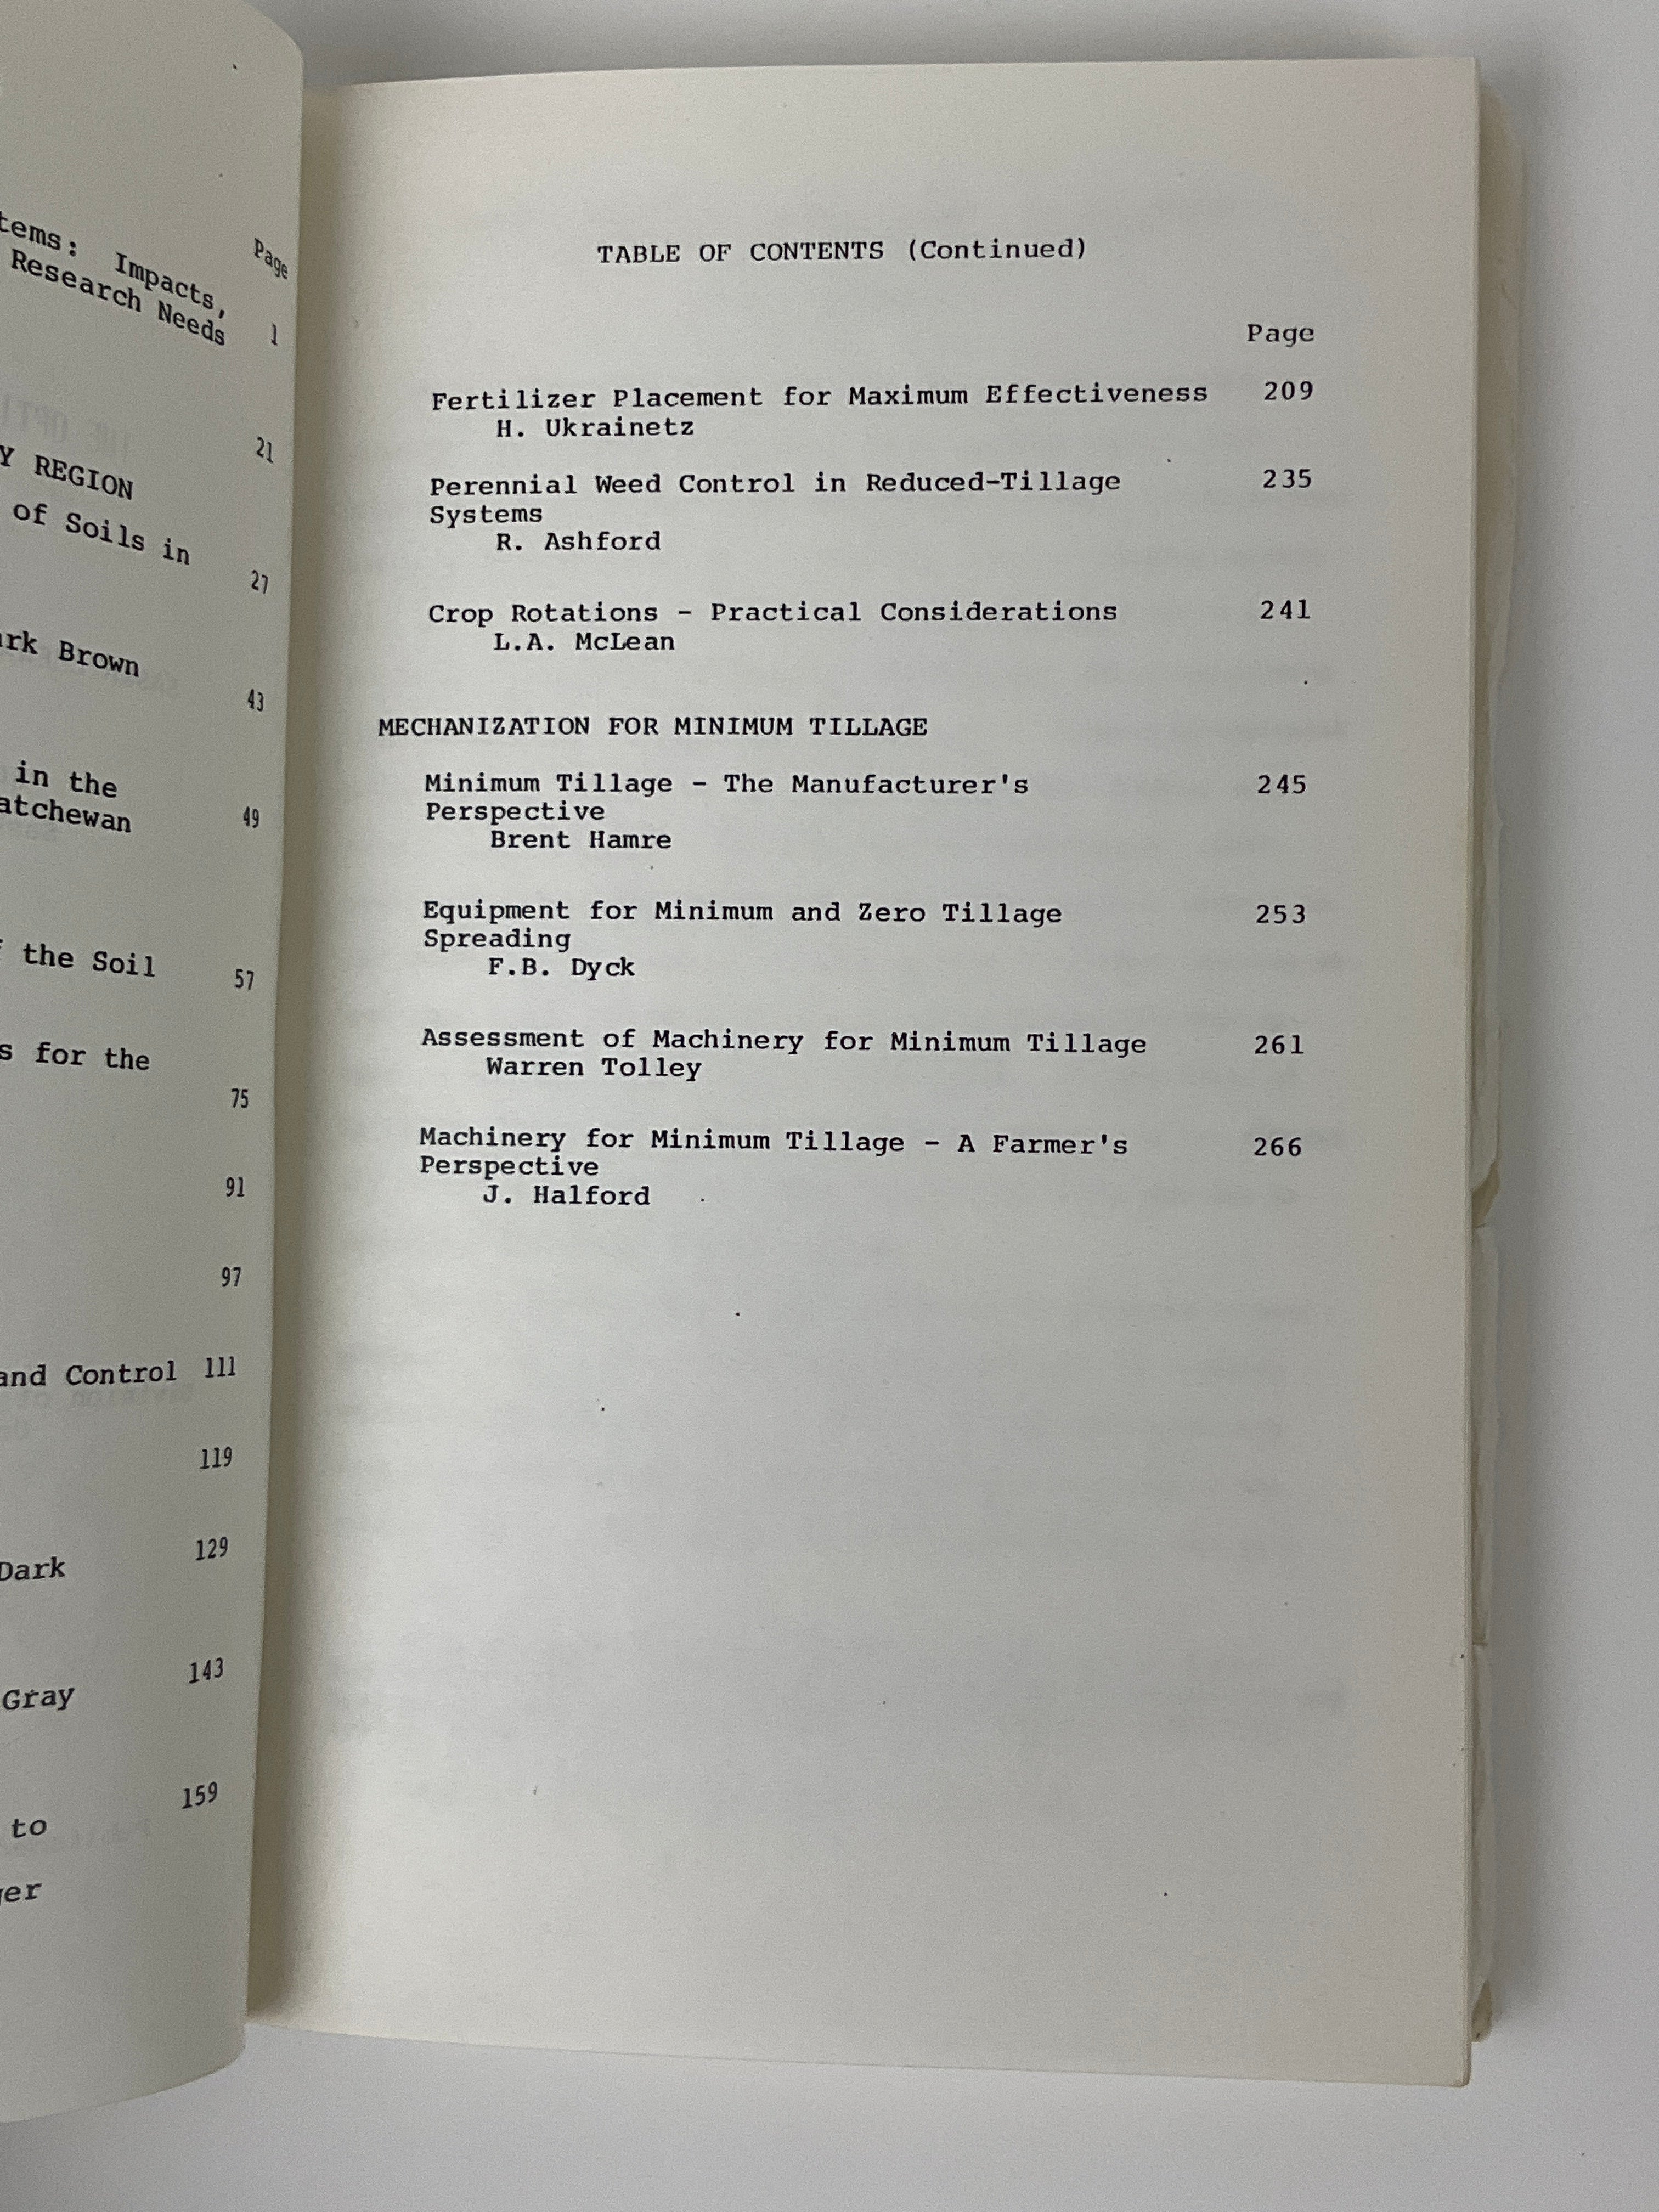 Page
tems: Impacts,
Research Needs 1
21
Y REGION
of Soils in
27
Brown
43
in the
atchewan
49
the Soil
57
s for the
75
91
97
and Control 111
119
129
Dark
143
Gray
159
to
TABLE OF CONTENTS (Continued)
Page
Fertilizer Placement for Maximum Effectiveness 209
H. Ukrainetz
Perennial Weed Control in Reduced-Tillage 235
Systems
R. Ashford
Crop Rotations - Practical Considerations 241
L.A. McLean
MECHANIZATION FOR MINIMUM TILLAGE
Minimum Tillage - The Manufacturer's 245
Perspective
Brent Hamre
Equipment for Minimum and Zero Tillage 253
Spreading
F.B. Dyck
Assessment of Machinery for Minimum Tillage 261
Warren Tolley
Machinery for Minimum Tillage - A Farmer's 266
Perspective
J. Halford